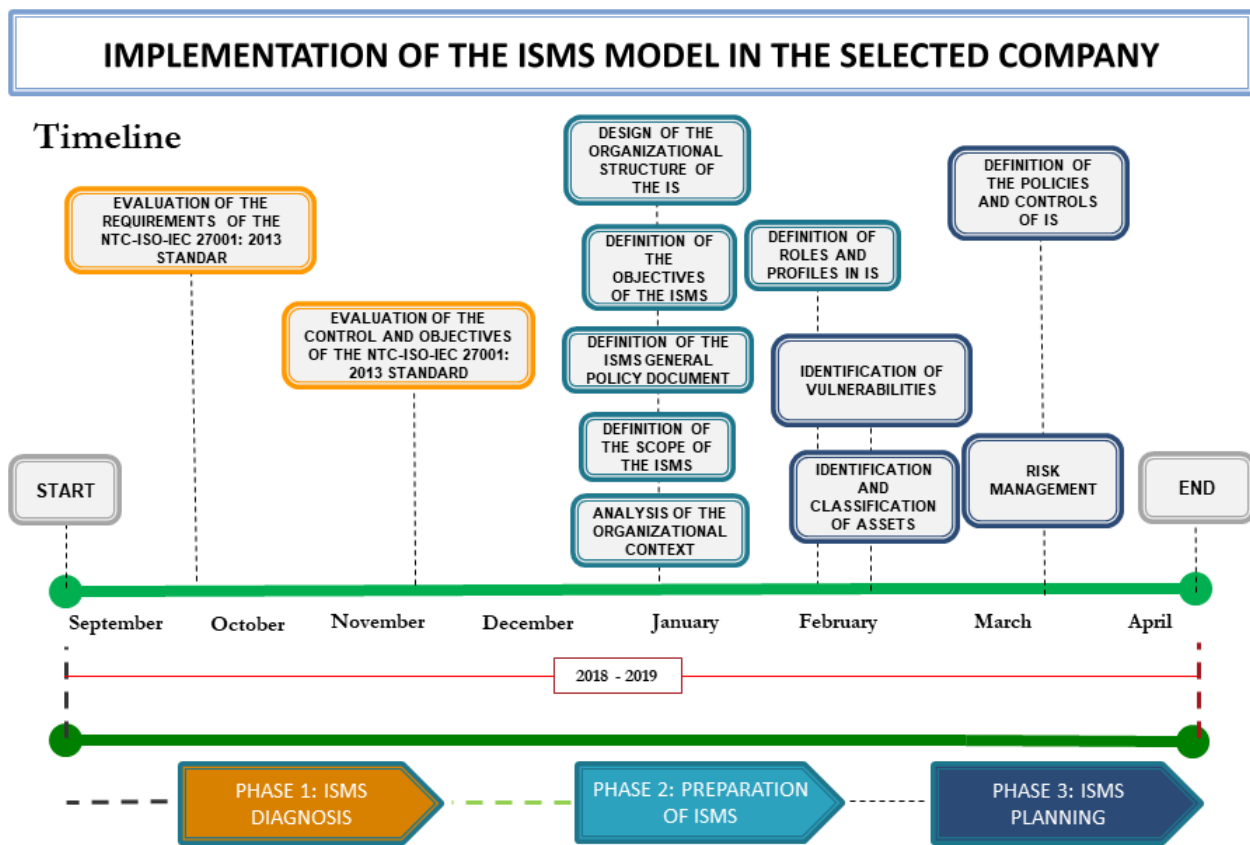 IMPLEMENTATION OF THE ISMS MODEL IN THE SELECTED COMPANY
Timeline
EVALUATION OF THE
REQUIREMENTS OF THE
NTC-ISO-IEC 27001: 2013
STANDAR
EVALUATION OF THE
CONTROL AND OBJECTIVES
OF THE NTC-ISO-IEC 27001:
2013 STANDARD
DESIGN OF THE
ORGANIZATIONAL
STRUCTURE OF
THE IS
DEFINITION OF
THE
OBJECTIVES
OF THE ISMS
DEFINITION OF THE
ISMS GENERAL
POLICY DOCUMENT
DEFINITION OF
THE SCOPE OF
THE ISMS
ANALYSIS OF THE
ORGANIZATIONAL
CONTEXT
DEFINITION OF
ROLES AND
PROFILES IN IS
IDENTIFICATION OF
VULNERABILITIES
IDENTIFICATION
AND
CLASSIFICATION
OF ASSETS
DEFINITION OF
THE POLICIES
AND CONTROLS
OF IS
RISK
MANAGEMENT
START
END
September
October
November
December
January
February
March
April
2018 - 2019
PHASE 1: ISMS
DIAGNOSIS
PHASE 2: PREPARATION
OF ISMS
PHASE 3: ISMS
PLANNING